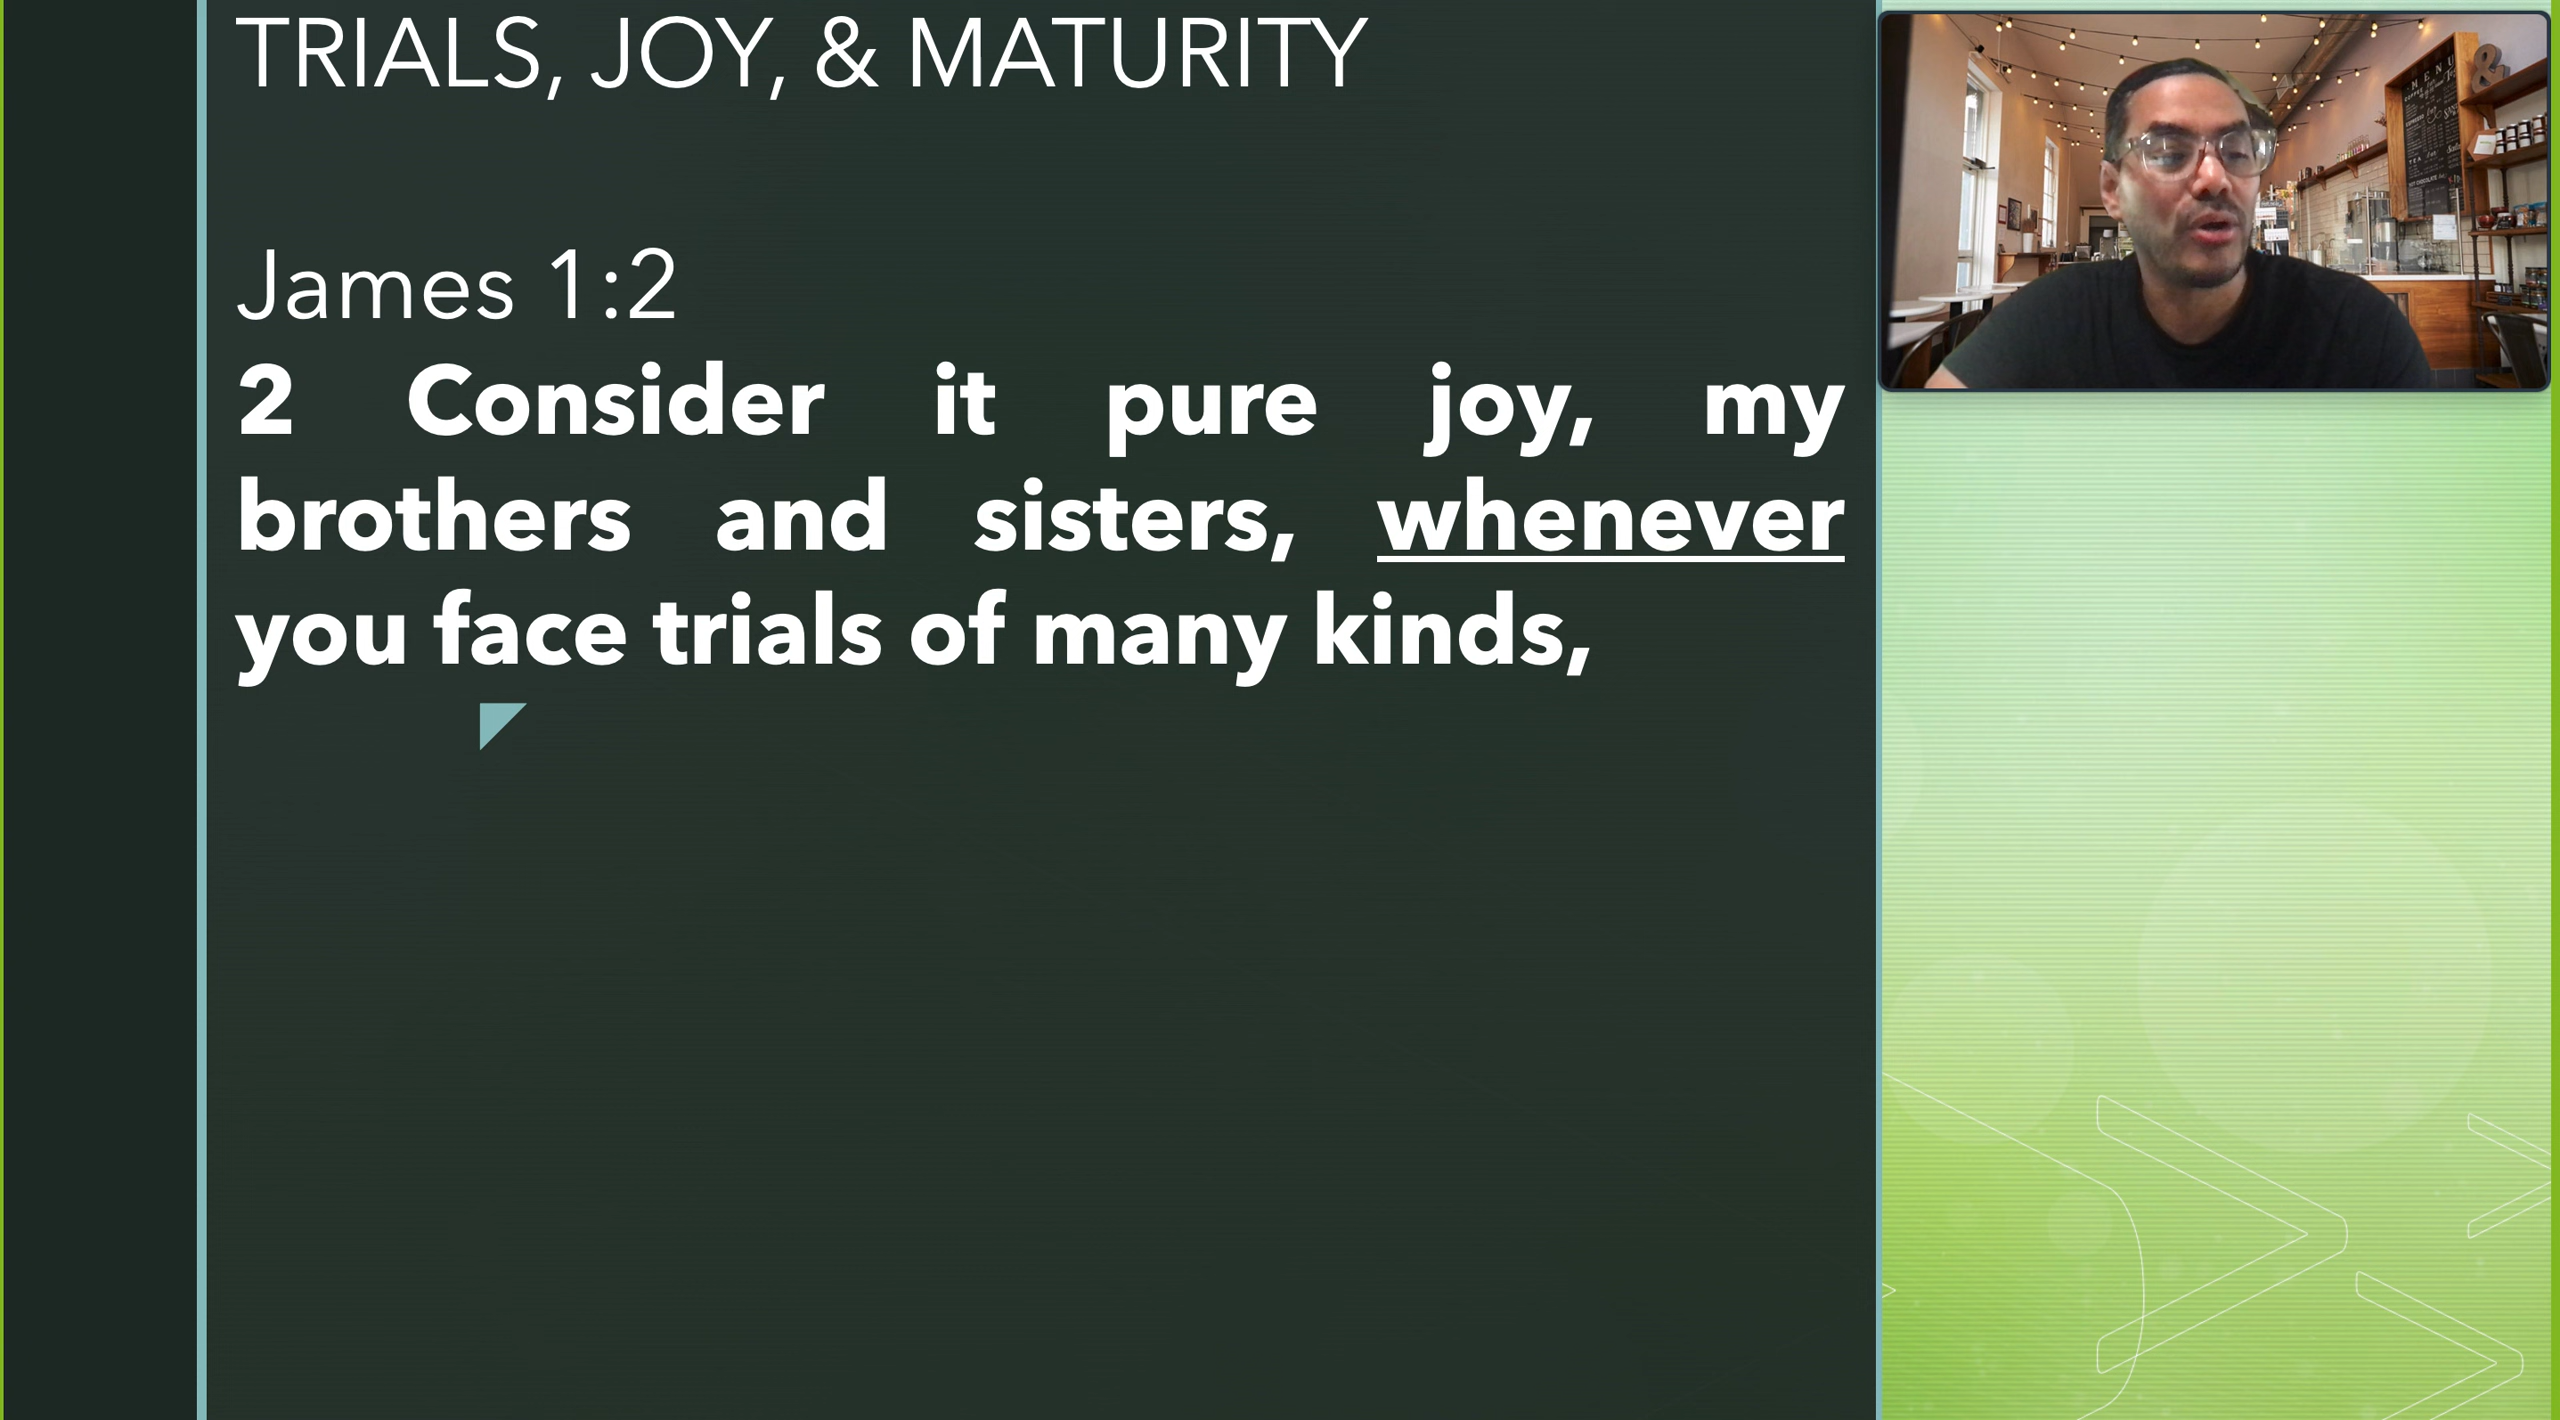 TRIALS, JOY, & MATURITY
James 1:2
2 Consider it pure joy, my
brothers and sisters, whenever
you face trials of many kinds,
MENU
&